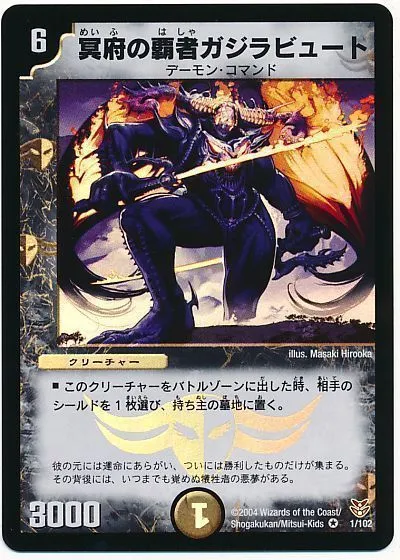 6
めいふ はしゃ
冥府の覇者ガジラビュート
デーモン・コマンド
illus. Masaki Hirooka
クリーチャー
■ このクリーチャーをバトルゾーンに出した時、相手の
シールドを1枚選び、持ち主の墓地に置く。
彼の元には運命にあらがい、ついには勝利したものだけが集まる。
その背後には、いつまでも覚めぬ犠牲者の悪夢がある。
3000
1
©2004 Wizards of the Coast/
Shogakukan/Mitsui-Kids ✪ 1/102